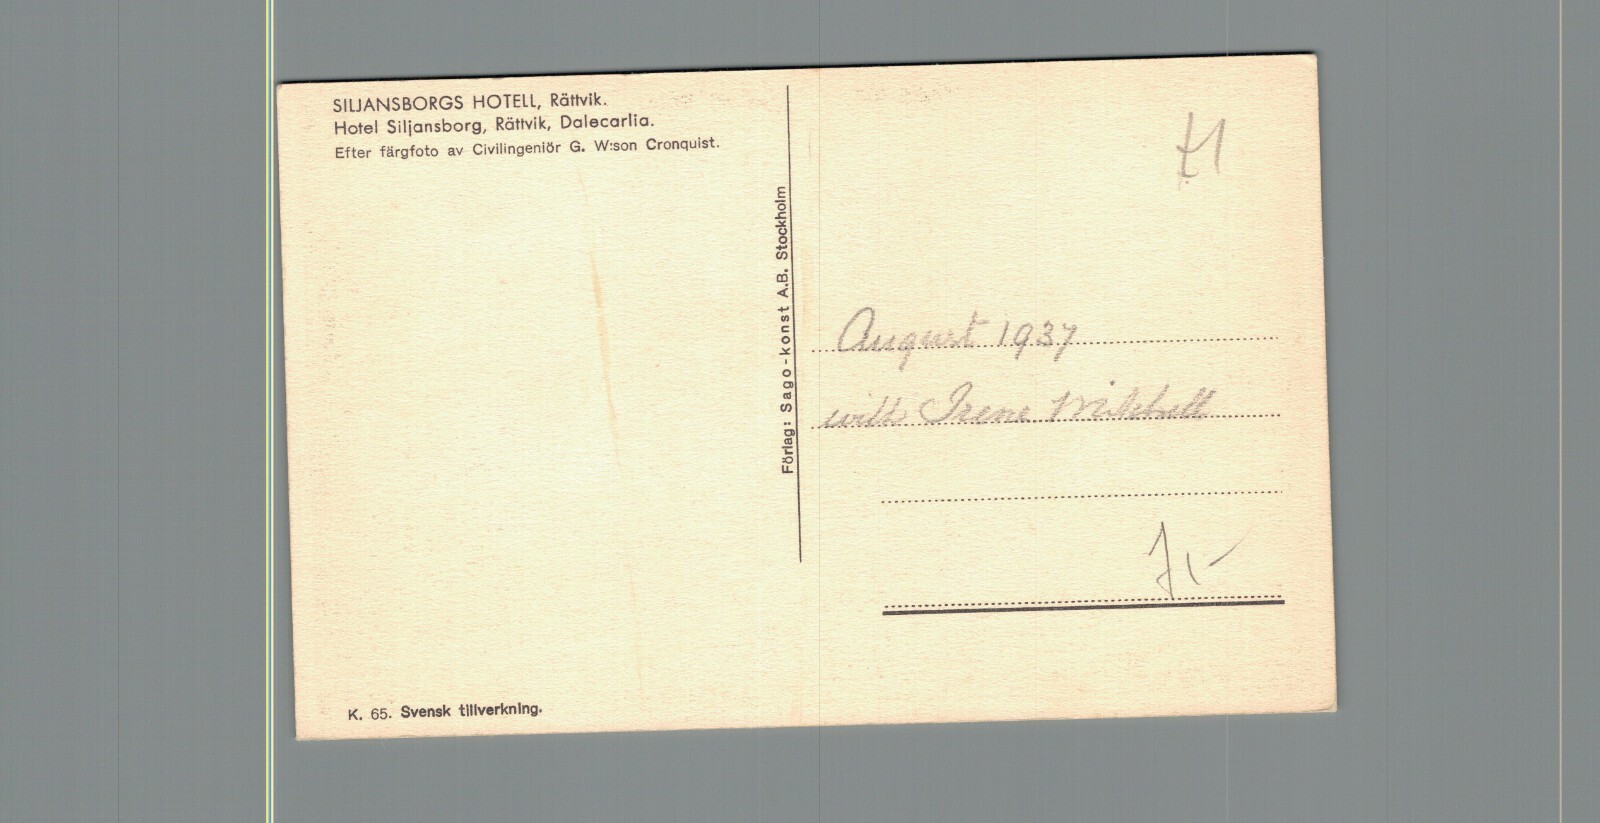 SILJANSBORGS HOTELL, Rättvik.
Hotel Siljansborg, Rättvik, Dalecarlia.
Efter färgfoto av Civilingeniör G. W:son Cronquist.
Förlag: Sago-konst A.B. Stockholm
August 1937
with Irene Mitchell
K. 65. Svensk tillverkning.